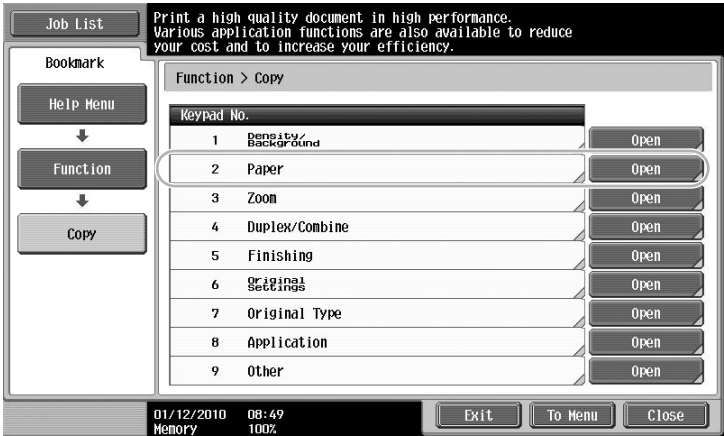 Job List
Print a high quality document in high performance.
Various application functions are also available to reduce
your cost and to increase your efficiency.
Bookmark
Help Menu
Function
Copy
Function > Copy
Keypad No.
1 Density/
Background Open
2 Paper Open
3 Zoom Open
4 Duplex/Combine Open
5 Finishing Open
6 Original
Settings Open
7 Original Type Open
8 Application Open
9 Other Open
01/12/2010 08:49
Memory 100%
Exit To Menu Close